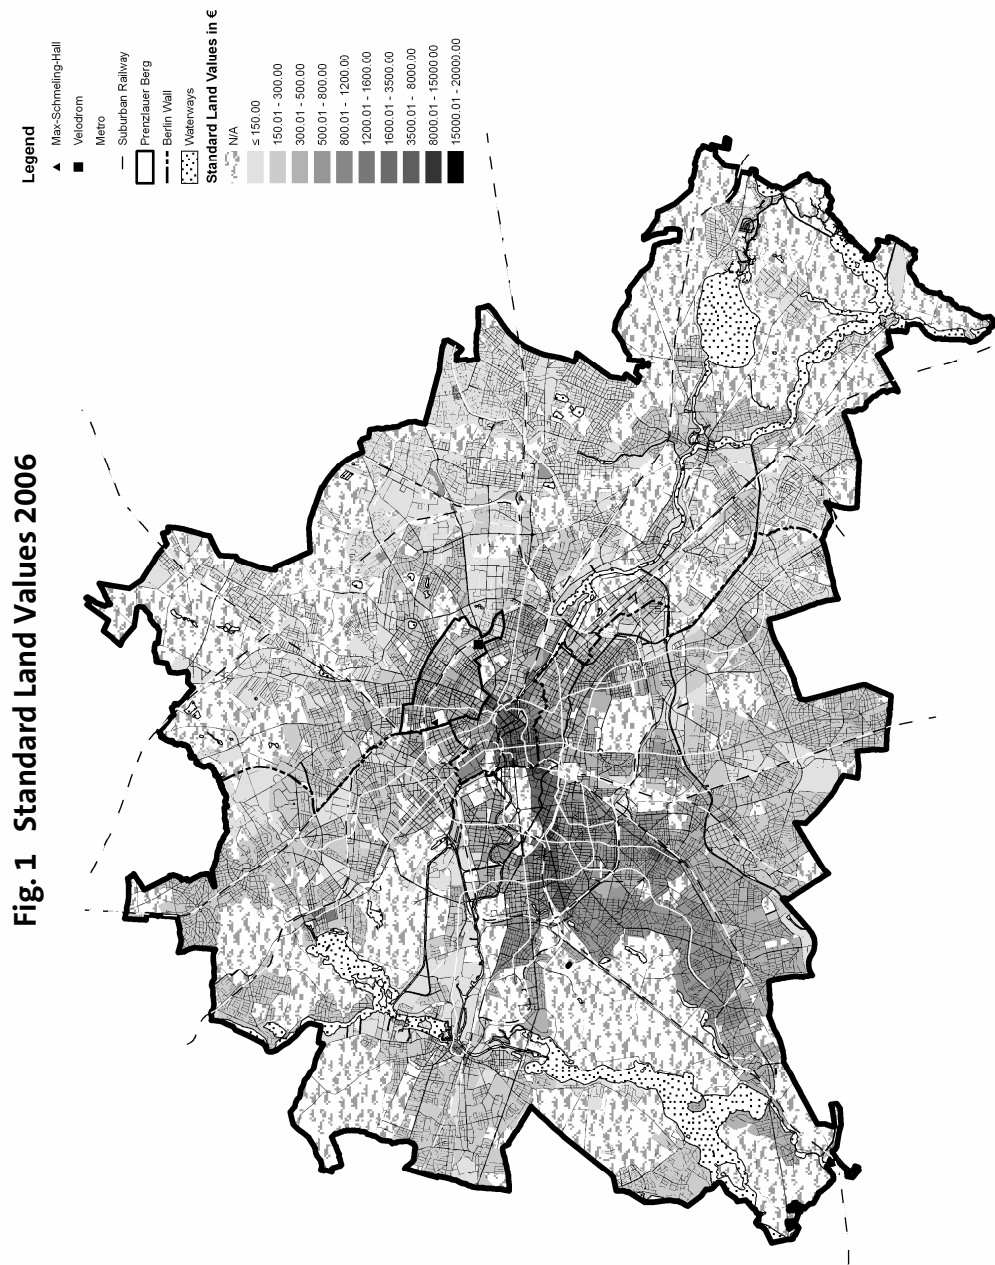 Fig. 1 Standard Land Values 2006
Legend
Max-Schmeling-Hall
Velodrom
Metro
Suburban Railway
Prenzlauer Berg
Berlin Wall
Waterways
Standard Land Values in €
N/A
≤ 150.00
150.01 - 300.00
300.01 - 500.00
500.01 - 800.00
800.01 - 1200.00
1200.01 - 1600.00
1600.01 - 3500.00
3500.01 - 8000.00
8000.01 - 15000.00
15000.01 - 20000.00